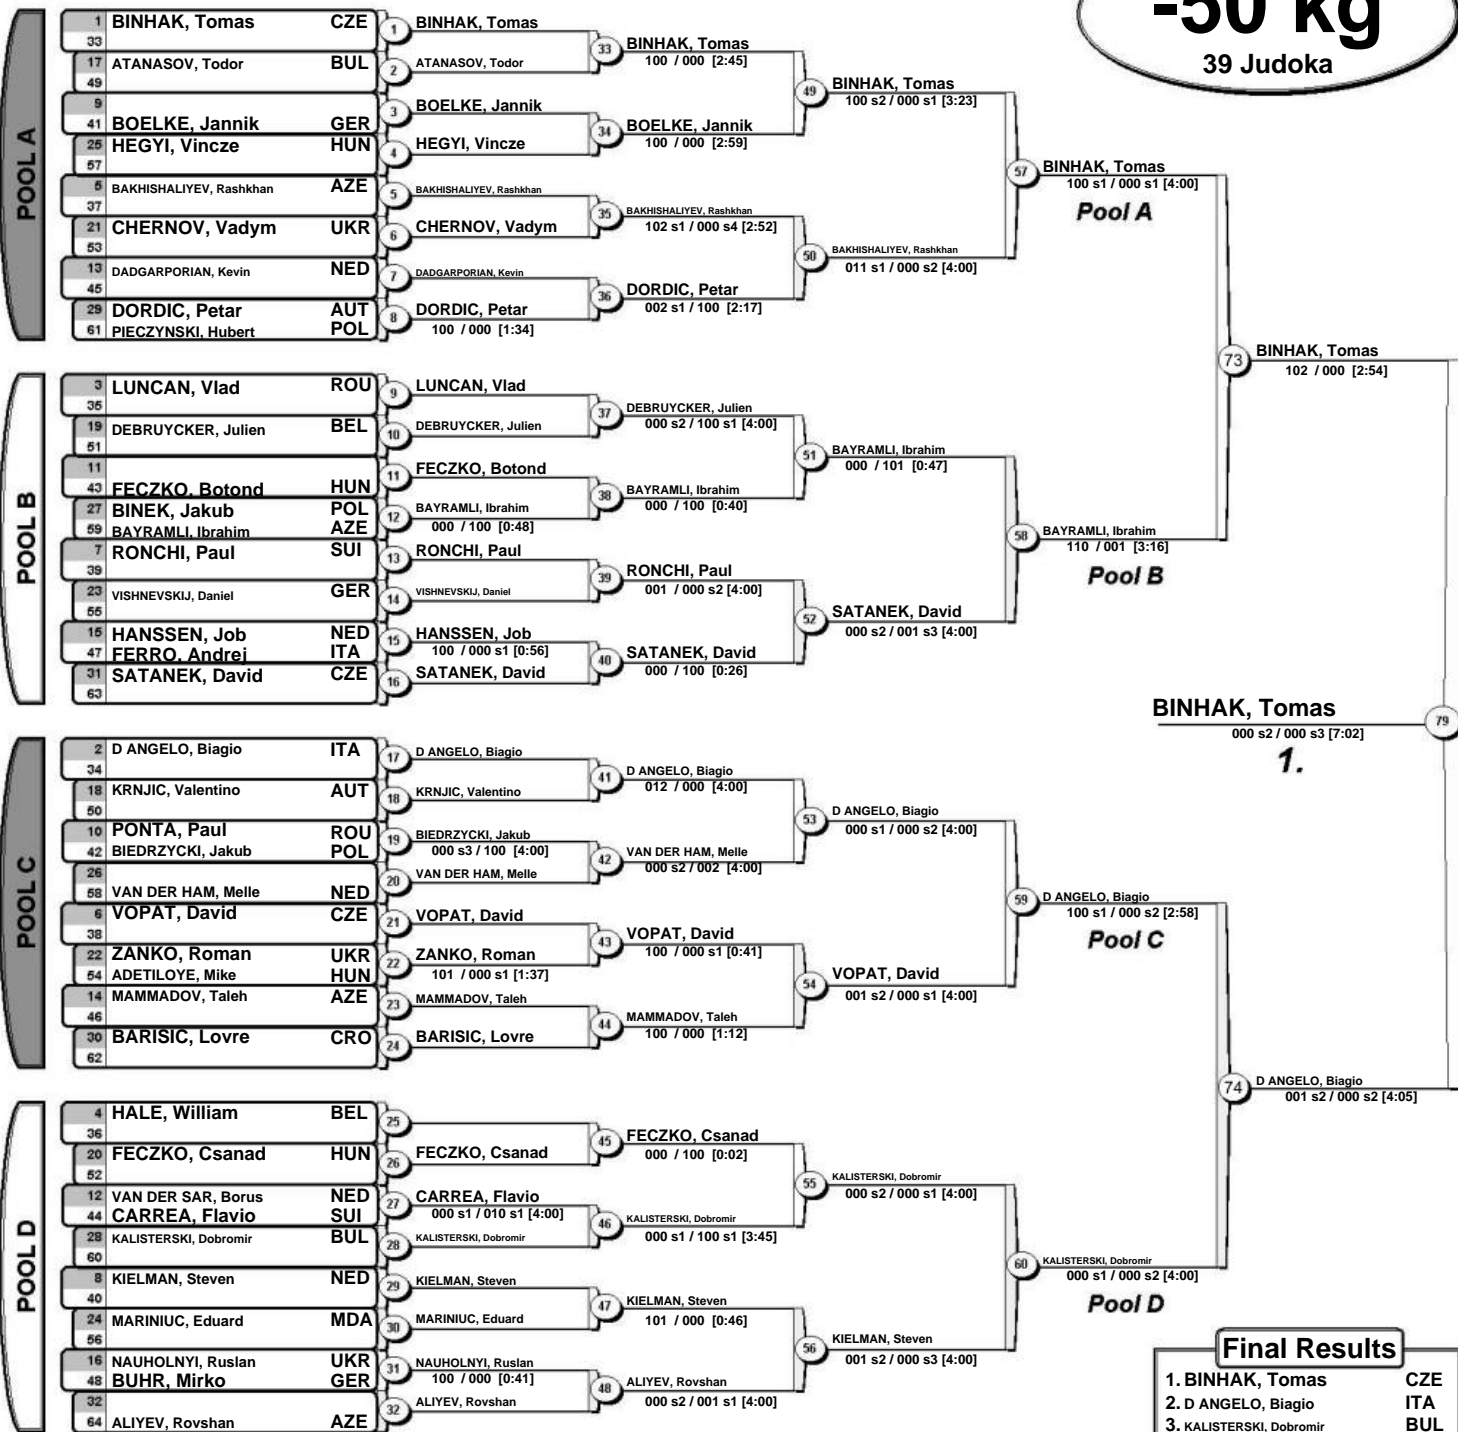 -50 kg
39 Judoka
POOL A
1 BINHAK, Tomas CZE
33
17 ATANASOV, Todor BUL
49
9
41 BOELKE, Jannik GER
25 HEGYI, Vincze HUN
57
5 BAKHISHALIYEV, Rashkhan AZE
37
21 CHERNOV, Vadym UKR
53
13 DADGARPORIAN, Kevin NED
45
29 DORDIC, Petar AUT
61 PIECZYNSKI, Hubert POL
1 BINHAK, Tomas
2 ATANASOV, Todor
3 BOELKE, Jannik
4 HEGYI, Vincze
5 BAKHISHALIYEV, Rashkhan
6 CHERNOV, Vadym
7 DADGARPORIAN, Kevin
8 DORDIC, Petar
100 / 000 [1:34]
33 BINHAK, Tomas
100 / 000 [2:45]
34 BOELKE, Jannik
100 / 000 [2:59]
35 BAKHISHALIYEV, Rashkhan
102 s1 / 000 s4 [2:52]
36 DORDIC, Petar
002 s1 / 100 [2:17]
49 BINHAK, Tomas
100 s2 / 000 s1 [3:23]
50 BAKHISHALIYEV, Rashkhan
011 s1 / 000 s2 [4:00]
57 BINHAK, Tomas
100 s1 / 000 s1 [4:00]
Pool A
POOL B
3 LUNCAN, Vlad ROU
35
19 DEBRUYCKER, Julien BEL
51
11
43 FECZKO, Botond HUN
27 BINEK, Jakub POL
59 BAYRAMLI, Ibrahim AZE
7 RONCHI, Paul SUI
39
23 VISHNEVSKIJ, Daniel GER
55
15 HANSSEN, Job NED
47 FERRO, Andrej ITA
31 SATANEK, David CZE
63
9 LUNCAN, Vlad
10 DEBRUYCKER, Julien
11 FECZKO, Botond
12 BAYRAMLI, Ibrahim
000 / 100 [0:48]
13 RONCHI, Paul
14 VISHNEVSKIJ, Daniel
15 HANSSEN, Job
100 / 000 s1 [0:56]
16 SATANEK, David
37 DEBRUYCKER, Julien
000 s2 / 100 s1 [4:00]
38 BAYRAMLI, Ibrahim
000 / 100 [0:40]
39 RONCHI, Paul
001 / 000 s2 [4:00]
40 SATANEK, David
000 / 100 [0:26]
51 BAYRAMLI, Ibrahim
000 / 101 [0:47]
52 SATANEK, David
000 s2 / 001 s3 [4:00]
58 BAYRAMLI, Ibrahim
110 / 001 [3:16]
Pool B
73 BINHAK, Tomas
102 / 000 [2:54]
BINHAK, Tomas 79
000 s2 / 000 s3 [7:02]
1.
POOL C
2 D ANGELO, Biagio ITA
34
18 KRNJIC, Valentino AUT
50
10 PONTA, Paul ROU
42 BIEDRZYCKI, Jakub POL
26
58 VAN DER HAM, Melle NED
6 VOPAT, David CZE
38
22 ZANKO, Roman UKR
54 ADETILOYE, Mike HUN
14 MAMMADOV, Taleh AZE
46
30 BARISIC, Lovre CRO
62
17 D ANGELO, Biagio
18 KRNJIC, Valentino
19 BIEDRZYCKI, Jakub
000 s3 / 100 [4:00]
20 VAN DER HAM, Melle
21 VOPAT, David
22 ZANKO, Roman
101 / 000 s1 [1:37]
23 MAMMADOV, Taleh
24 BARISIC, Lovre
41 D ANGELO, Biagio
012 / 000 [4:00]
42 VAN DER HAM, Melle
000 s2 / 002 [4:00]
43 VOPAT, David
100 / 000 s1 [0:41]
44 MAMMADOV, Taleh
100 / 000 [1:12]
53 D ANGELO, Biagio
000 s1 / 000 s2 [4:00]
54 VOPAT, David
001 s2 / 000 s1 [4:00]
59 D ANGELO, Biagio
100 s1 / 000 s2 [2:58]
Pool C
74 D ANGELO, Biagio
001 s2 / 000 s2 [4:05]
POOL D
4 HALE, William BEL
36
20 FECZKO, Csanad HUN
52
12 VAN DER SAR, Borus NED
44 CARREA, Flavio SUI
28 KALISTERSKI, Dobromir BUL
60
8 KIELMAN, Steven NED
40
24 MARINIUC, Eduard MDA
56
16 NAUHOLNYI, Ruslan UKR
48 BUHR, Mirko GER
32
64 ALIYEV, Rovshan AZE
25
26 FECZKO, Csanad
27 CARREA, Flavio
000 s1 / 010 s1 [4:00]
28 KALISTERSKI, Dobromir
29 KIELMAN, Steven
30 MARINIUC, Eduard
31 NAUHOLNYI, Ruslan
100 / 000 [0:41]
32 ALIYEV, Rovshan
45 FECZKO, Csanad
000 / 100 [0:02]
46 KALISTERSKI, Dobromir
000 s1 / 100 s1 [3:45]
47 KIELMAN, Steven
101 / 000 [0:46]
48 ALIYEV, Rovshan
000 s2 / 001 s1 [4:00]
55 KALISTERSKI, Dobromir
000 s2 / 000 s1 [4:00]
56 KIELMAN, Steven
001 s2 / 000 s3 [4:00]
60 KALISTERSKI, Dobromir
000 s1 / 000 s2 [4:00]
Pool D
Final Results
1. BINHAK, Tomas CZE
2. D ANGELO, Biagio ITA
3. KALISTERSKI, Dobromir BUL